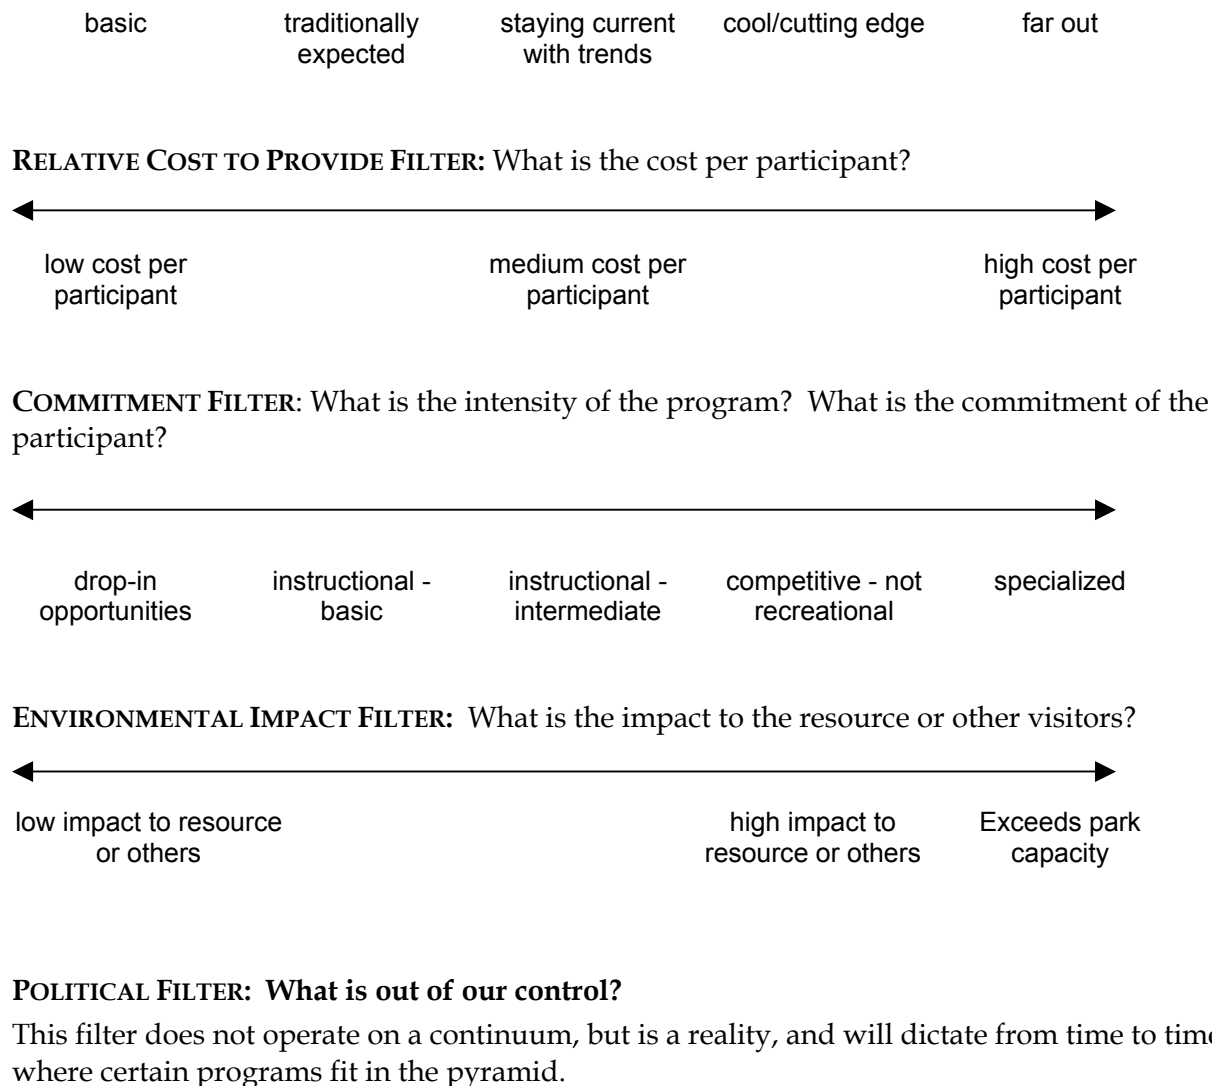 basic traditionally expected staying current with trends cool/cutting edge far out
RELATIVE COST TO PROVIDE FILTER: What is the cost per participant?
low cost per participant medium cost per participant high cost per participant
COMMITMENT FILTER: What is the intensity of the program? What is the commitment of the
participant?
drop-in opportunities instructional - basic instructional - intermediate competitive - not recreational specialized
ENVIRONMENTAL IMPACT FILTER: What is the impact to the resource or other visitors?
low impact to resource or others high impact to resource or others Exceeds park capacity
POLITICAL FILTER: What is out of our control?
This filter does not operate on a continuum, but is a reality, and will dictate from time to time
where certain programs fit in the pyramid.